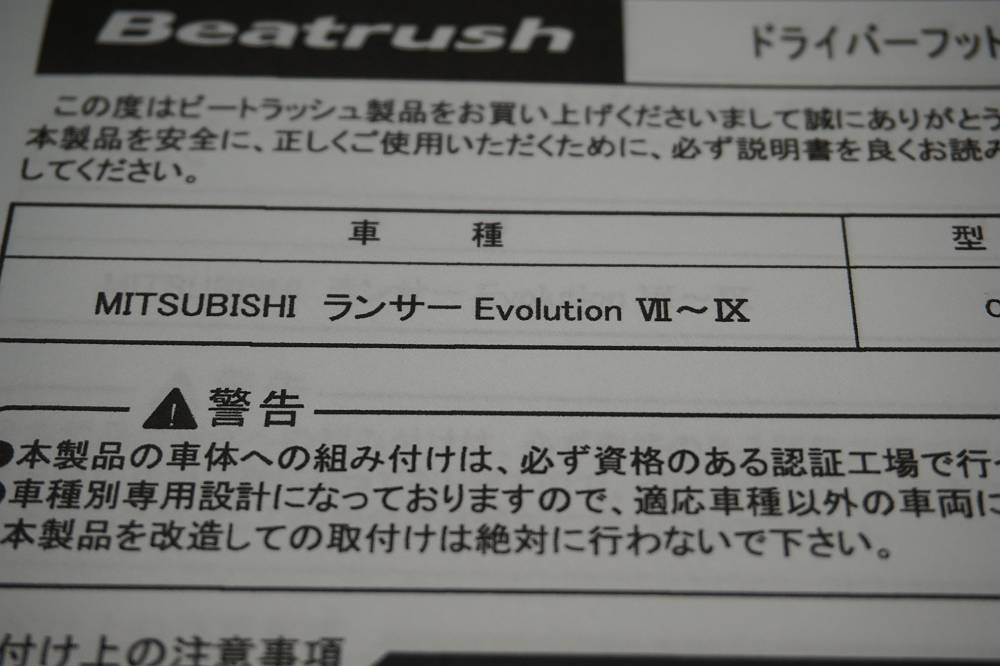 Beatrush ドライバーフット
この度はビートラッシュ製品をお買い上げくださいまして誠にありがとう
本製品を安全に、正しくご使用いただくために、必ず説明書を良くお読み
してください。
車 種 型
MITSUBISHI ランサー Evolution Ⅶ～Ⅸ C
警告
●本製品の車体への組み付けは、必ず資格のある認証工場で行
●車種別専用設計になっておりますので、適応車種以外の車両に
本製品を改造しての取付けは絶対に行わないで下さい。
付け上の注意事項